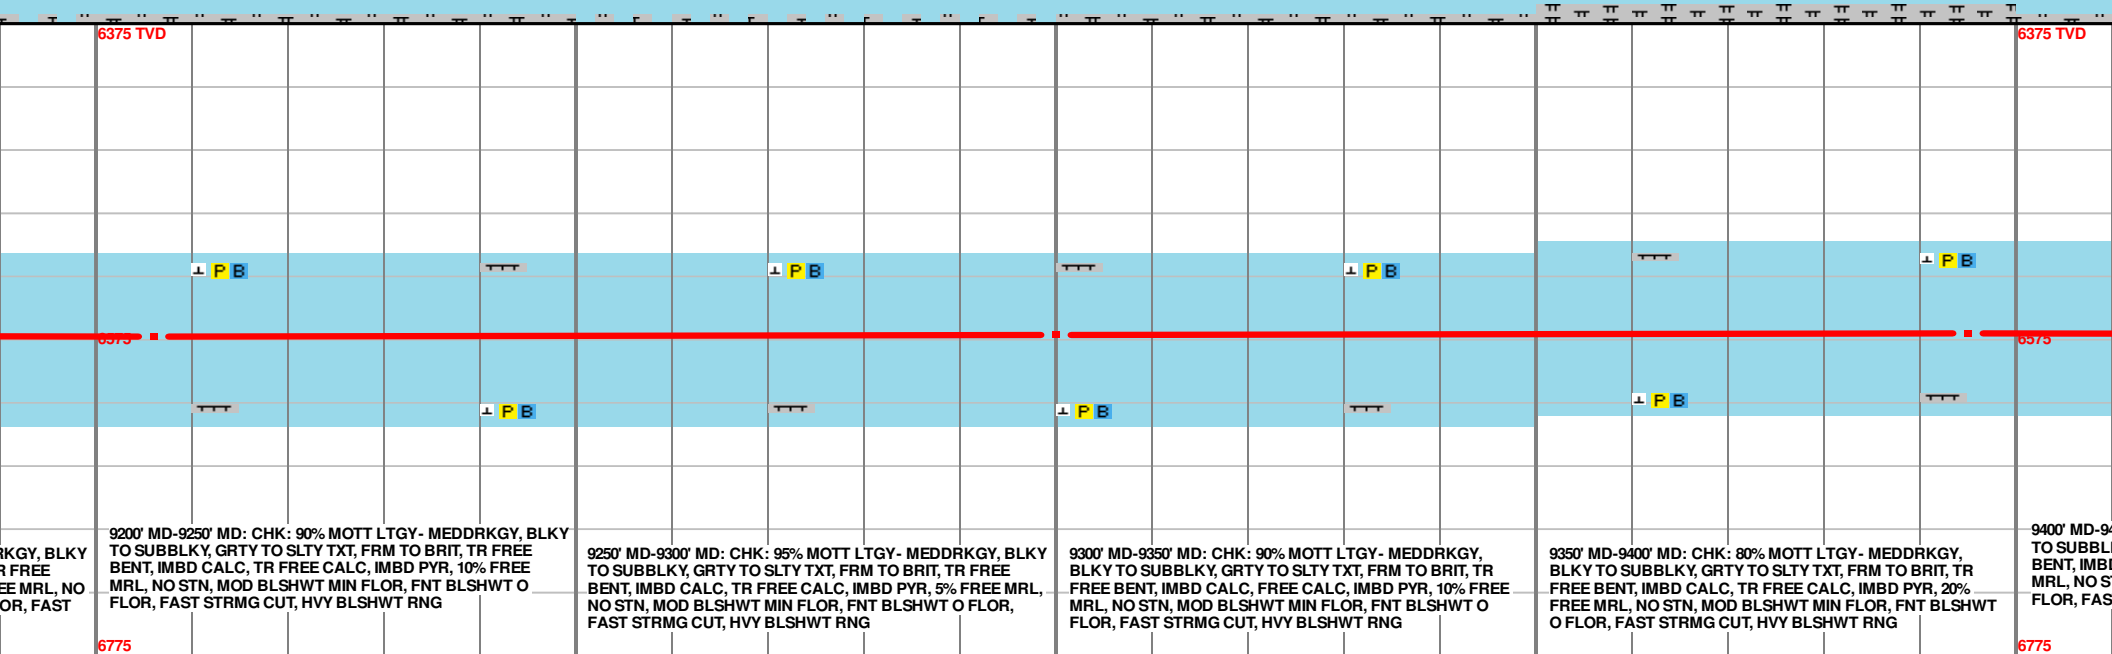 6375 TVD
6375 TVD
P B
P B
P B
P B
6575
6575
P B
P B
P B
RKGY, BLKY
R FREE
EE MRL, NO
OR, FAST
9200' MD-9250' MD: CHK: 90% MOTT LTGY- MEDDRKGY, BLKY
TO SUBBLKY, GRTY TO SLTY TXT, FRM TO BRIT, TR FREE
BENT, IMBD CALC, TR FREE CALC, IMBD PYR, 10% FREE
MRL, NO STN, MOD BLSHWT MIN FLOR, FNT BLSHWT O
FLOR, FAST STRMG CUT, HVY BLSHWT RNG
9250' MD-9300' MD: CHK: 95% MOTT LTGY- MEDDRKGY, BLKY
TO SUBBLKY, GRTY TO SLTY TXT, FRM TO BRIT, TR FREE
BENT, IMBD CALC, TR FREE CALC, IMBD PYR, 5% FREE MRL,
NO STN, MOD BLSHWT MIN FLOR, FNT BLSHWT O FLOR,
FAST STRMG CUT, HVY BLSHWT RNG
9300' MD-9350' MD: CHK: 90% MOTT LTGY- MEDDRKGY,
BLKY TO SUBBLKY, GRTY TO SLTY TXT, FRM TO BRIT, TR
FREE BENT, IMBD CALC, FREE CALC, IMBD PYR, 10% FREE
MRL, NO STN, MOD BLSHWT MIN FLOR, FNT BLSHWT O
FLOR, FAST STRMG CUT, HVY BLSHWT RNG
9350' MD-9400' MD: CHK: 80% MOTT LTGY- MEDDRKGY,
BLKY TO SUBBLKY, GRTY TO SLTY TXT, FRM TO BRIT, TR
FREE BENT, IMBD CALC, TR FREE CALC, IMBD PYR, 20%
FREE MRL, NO STN, MOD BLSHWT MIN FLOR, FNT BLSHWT
O FLOR, FAST STRMG CUT, HVY BLSHWT RNG
9400' MD-94
TO SUBBL
BENT, IMBD
MRL, NO S
FLOR, FAS
6775
6775